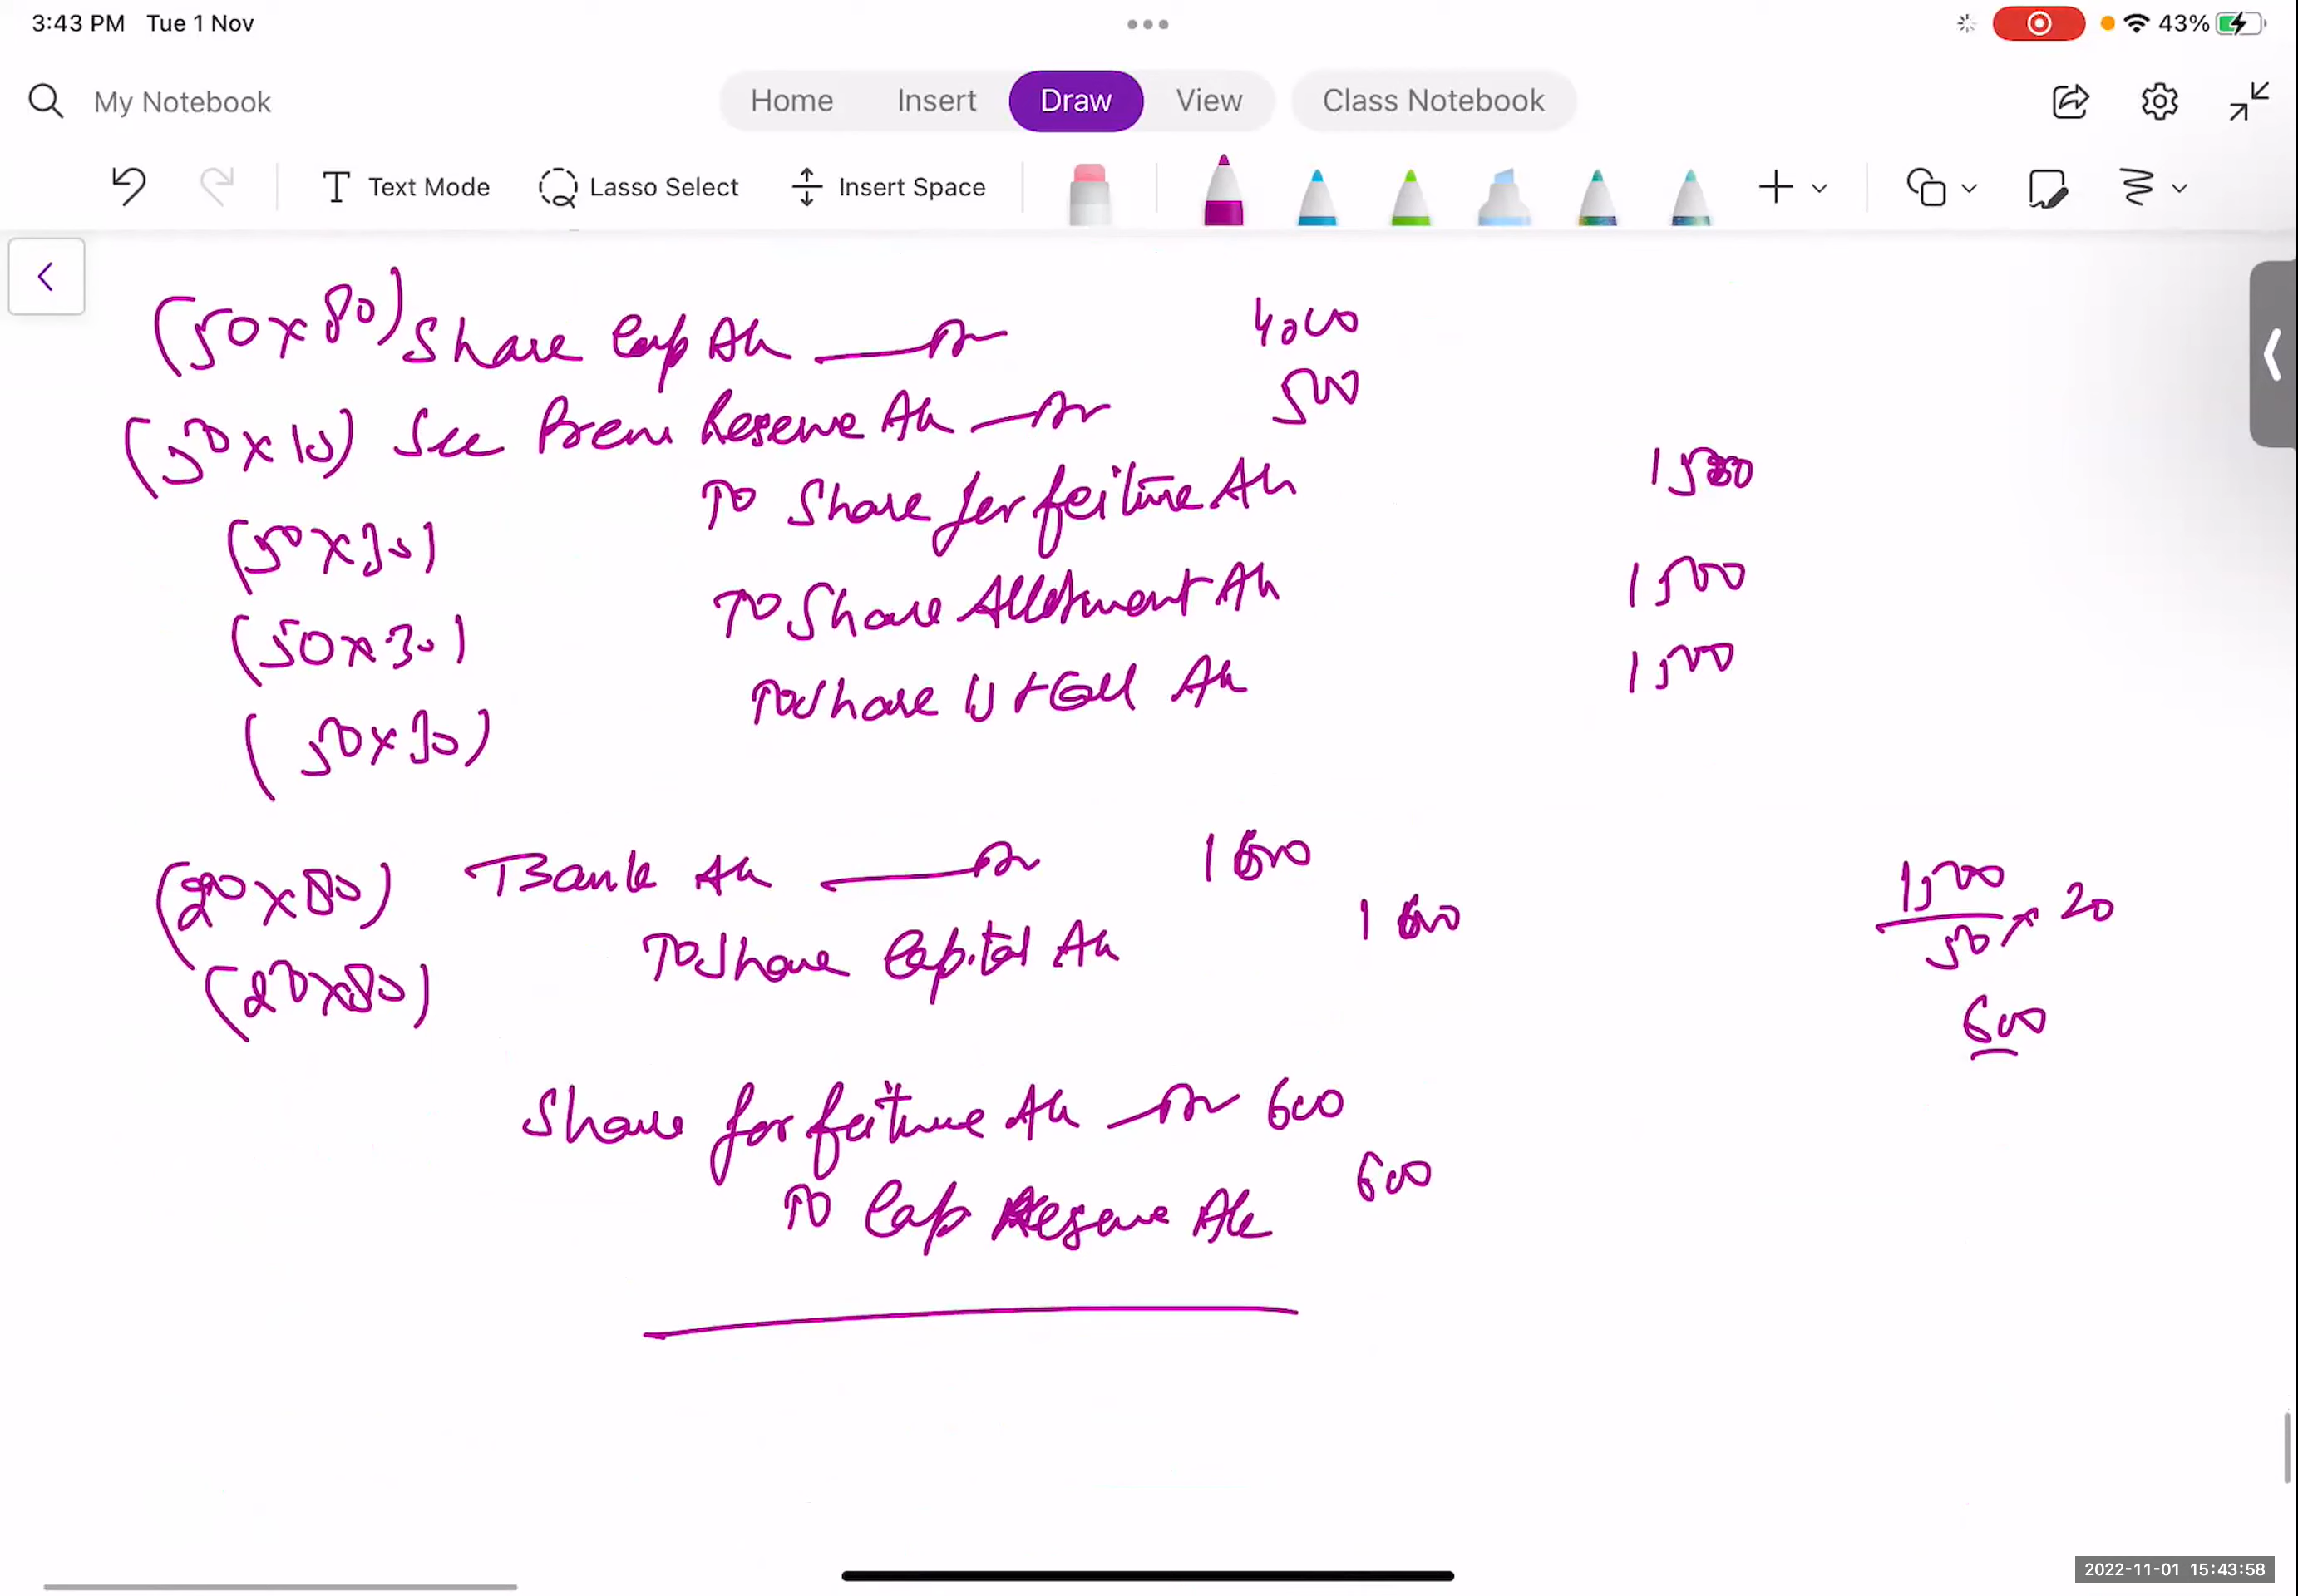 3:43 PM Tue 1 Nov
43%
My Notebook
Home Insert Draw View Class Notebook
Text Mode Lasso Select Insert Space
(50x80) Share Cap A/c Dr 4000
(50x10) Sec Prem Reserve A/c Dr 500
To Share forfeiture A/c 1500
(50x30)
To Share Allotment A/c 1500
(50x30)
To Share 1st Call A/c 1500
(50x30)
(20x80) Bank A/c Dr 1600
To Share Capital A/c 1600
(20x80)
1500/50 x 20
600
Share forfeiture A/c Dr 600
To Cap Reserve A/c 600
2022-11-01 15:43:58